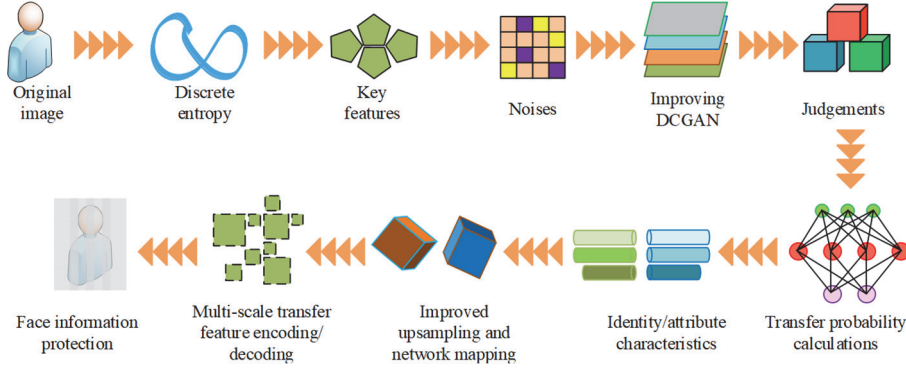 Original
image
Discrete
entropy
Key
features
Noises
Improving
DCGAN
Judgements
Face information
protection
Multi-scale transfer
feature encoding/
decoding
Improved
upsampling and
network mapping
Identity/attribute
characteristics
Transfer probability
calculations